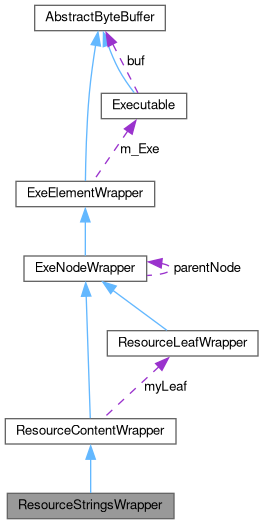 AbstractByteBuffer
buf
Executable
m_Exe
ExeElementWrapper
ExeNodeWrapper
parentNode
ResourceLeafWrapper
myLeaf
ResourceContentWrapper
ResourceStringsWrapper